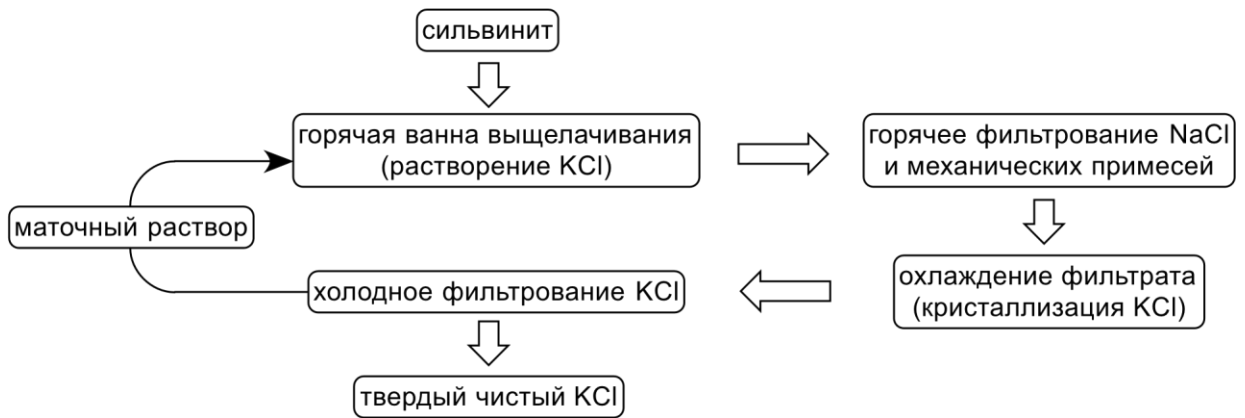 сильвинит
горячая ванна выщелачивания
(растворение KCl)
горячее фильтрование NaCl
и механических примесей
маточный раствор
холодное фильтрование KCl
охлаждение фильтрата
(кристаллизация KCl)
твердый чистый KCl